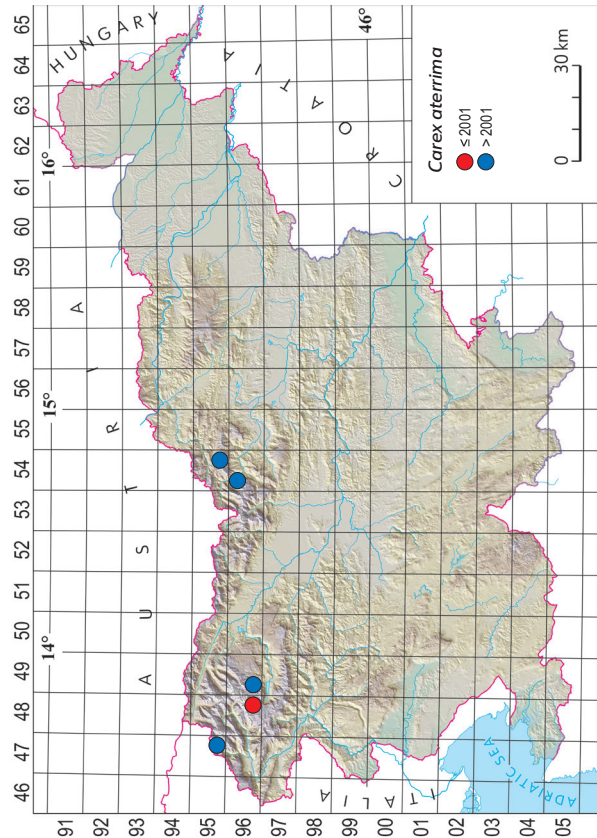 46 47 48 49 50 51 52 53 54 55 56 57 58 59 60 61 62 63 64 65
14° 15° 16°
91
92
93
94
95
96
97
98
99
00
01
02
03
04
05
AUSTRIA
HUNGARY
CROATIA
46°
ITALIA
ADRIATIC SEA
Carex aterrima
≤ 2001
> 2001
0 30 km